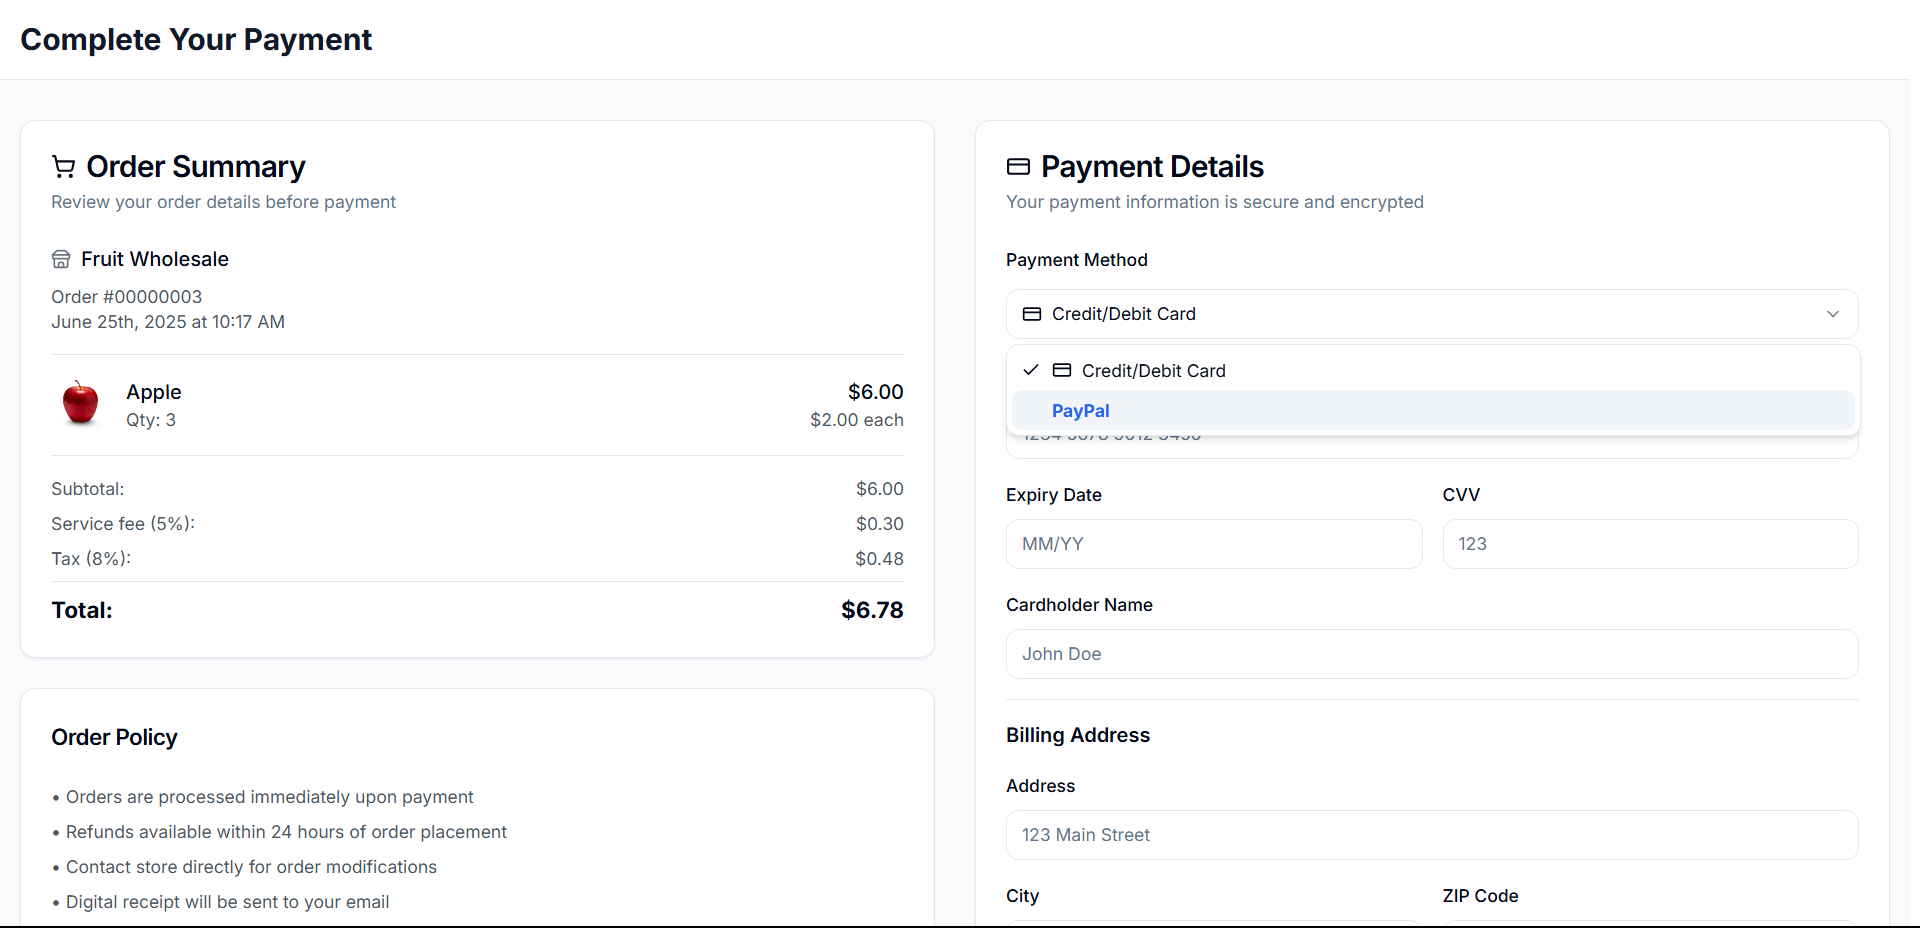 Complete Your Payment
Order Summary
Review your order details before payment
Fruit Wholesale
Order #00000003
June 25th, 2025 at 10:17 AM
Apple
$6.00
Qty: 3
$2.00 each
Subtotal:
$6.00
Service fee (5%):
$0.30
Tax (8%):
$0.48
Total:
$6.78
Order Policy
• Orders are processed immediately upon payment
• Refunds available within 24 hours of order placement
• Contact store directly for order modifications
• Digital receipt will be sent to your email
Payment Details
Your payment information is secure and encrypted
Payment Method
Credit/Debit Card
Credit/Debit Card
PayPal
Expiry Date
CVV
MM/YY
123
Cardholder Name
John Doe
Billing Address
Address
123 Main Street
City
ZIP Code